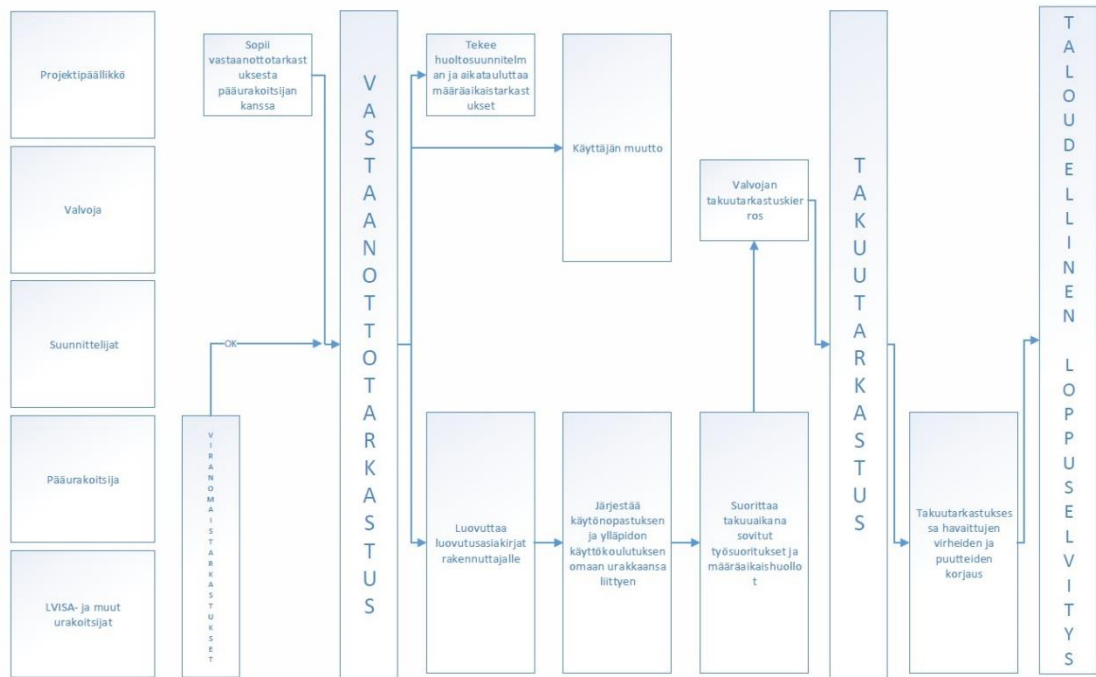 Projektipäällikkö
Valvoja
Suunnittelijat
Pääurakoitsija
LVISA- ja muut
urakoitsijat
VIRANOMAISTARKASTUKSET
OK
Sopii
vastaanottotarkast
uksesta
pääurakoitsijan
kanssa
VASTAANOTTOTARKASTUS
Tekee
huoltosuunnitelm
an ja aikatauluttaa
määräaikaistarkast
ukset
Käyttäjän muutto
Luovuttaa
luovutusasiakirjat
rakennuttajalle
Järjestää
käytönopastuksen
ja ylläpidon
käyttökoulutuksen
omaan urakkaansa
liittyen
Suorittaa
takuuaikana
sovitut
työsuoritukset ja
määräaikaishuollo
t
Valvojan
takuutarkastuskier
ros
TAKUUTARKASTUS
Takuutarkastukses
sa havaittujen
virheiden ja
puutteiden
korjaus
TALOUDELLINEN LOPPUSELVITYS